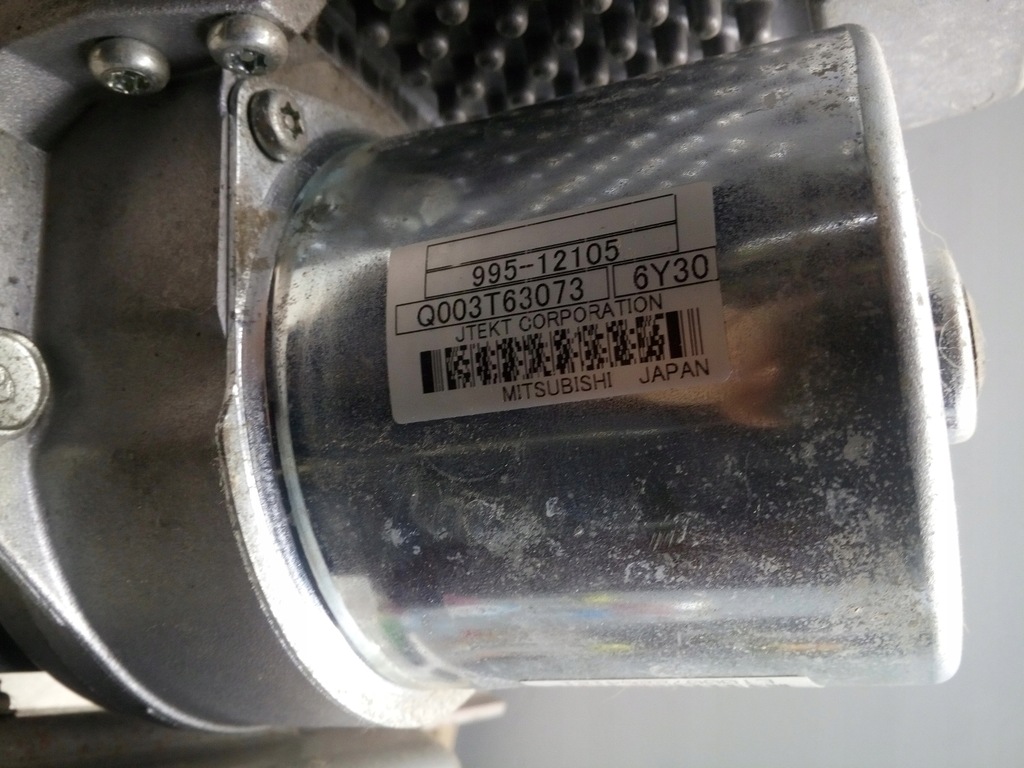 995-12105
Q003T63073 6Y30
JTEKT CORPORATION
MITSUBISHI JAPAN